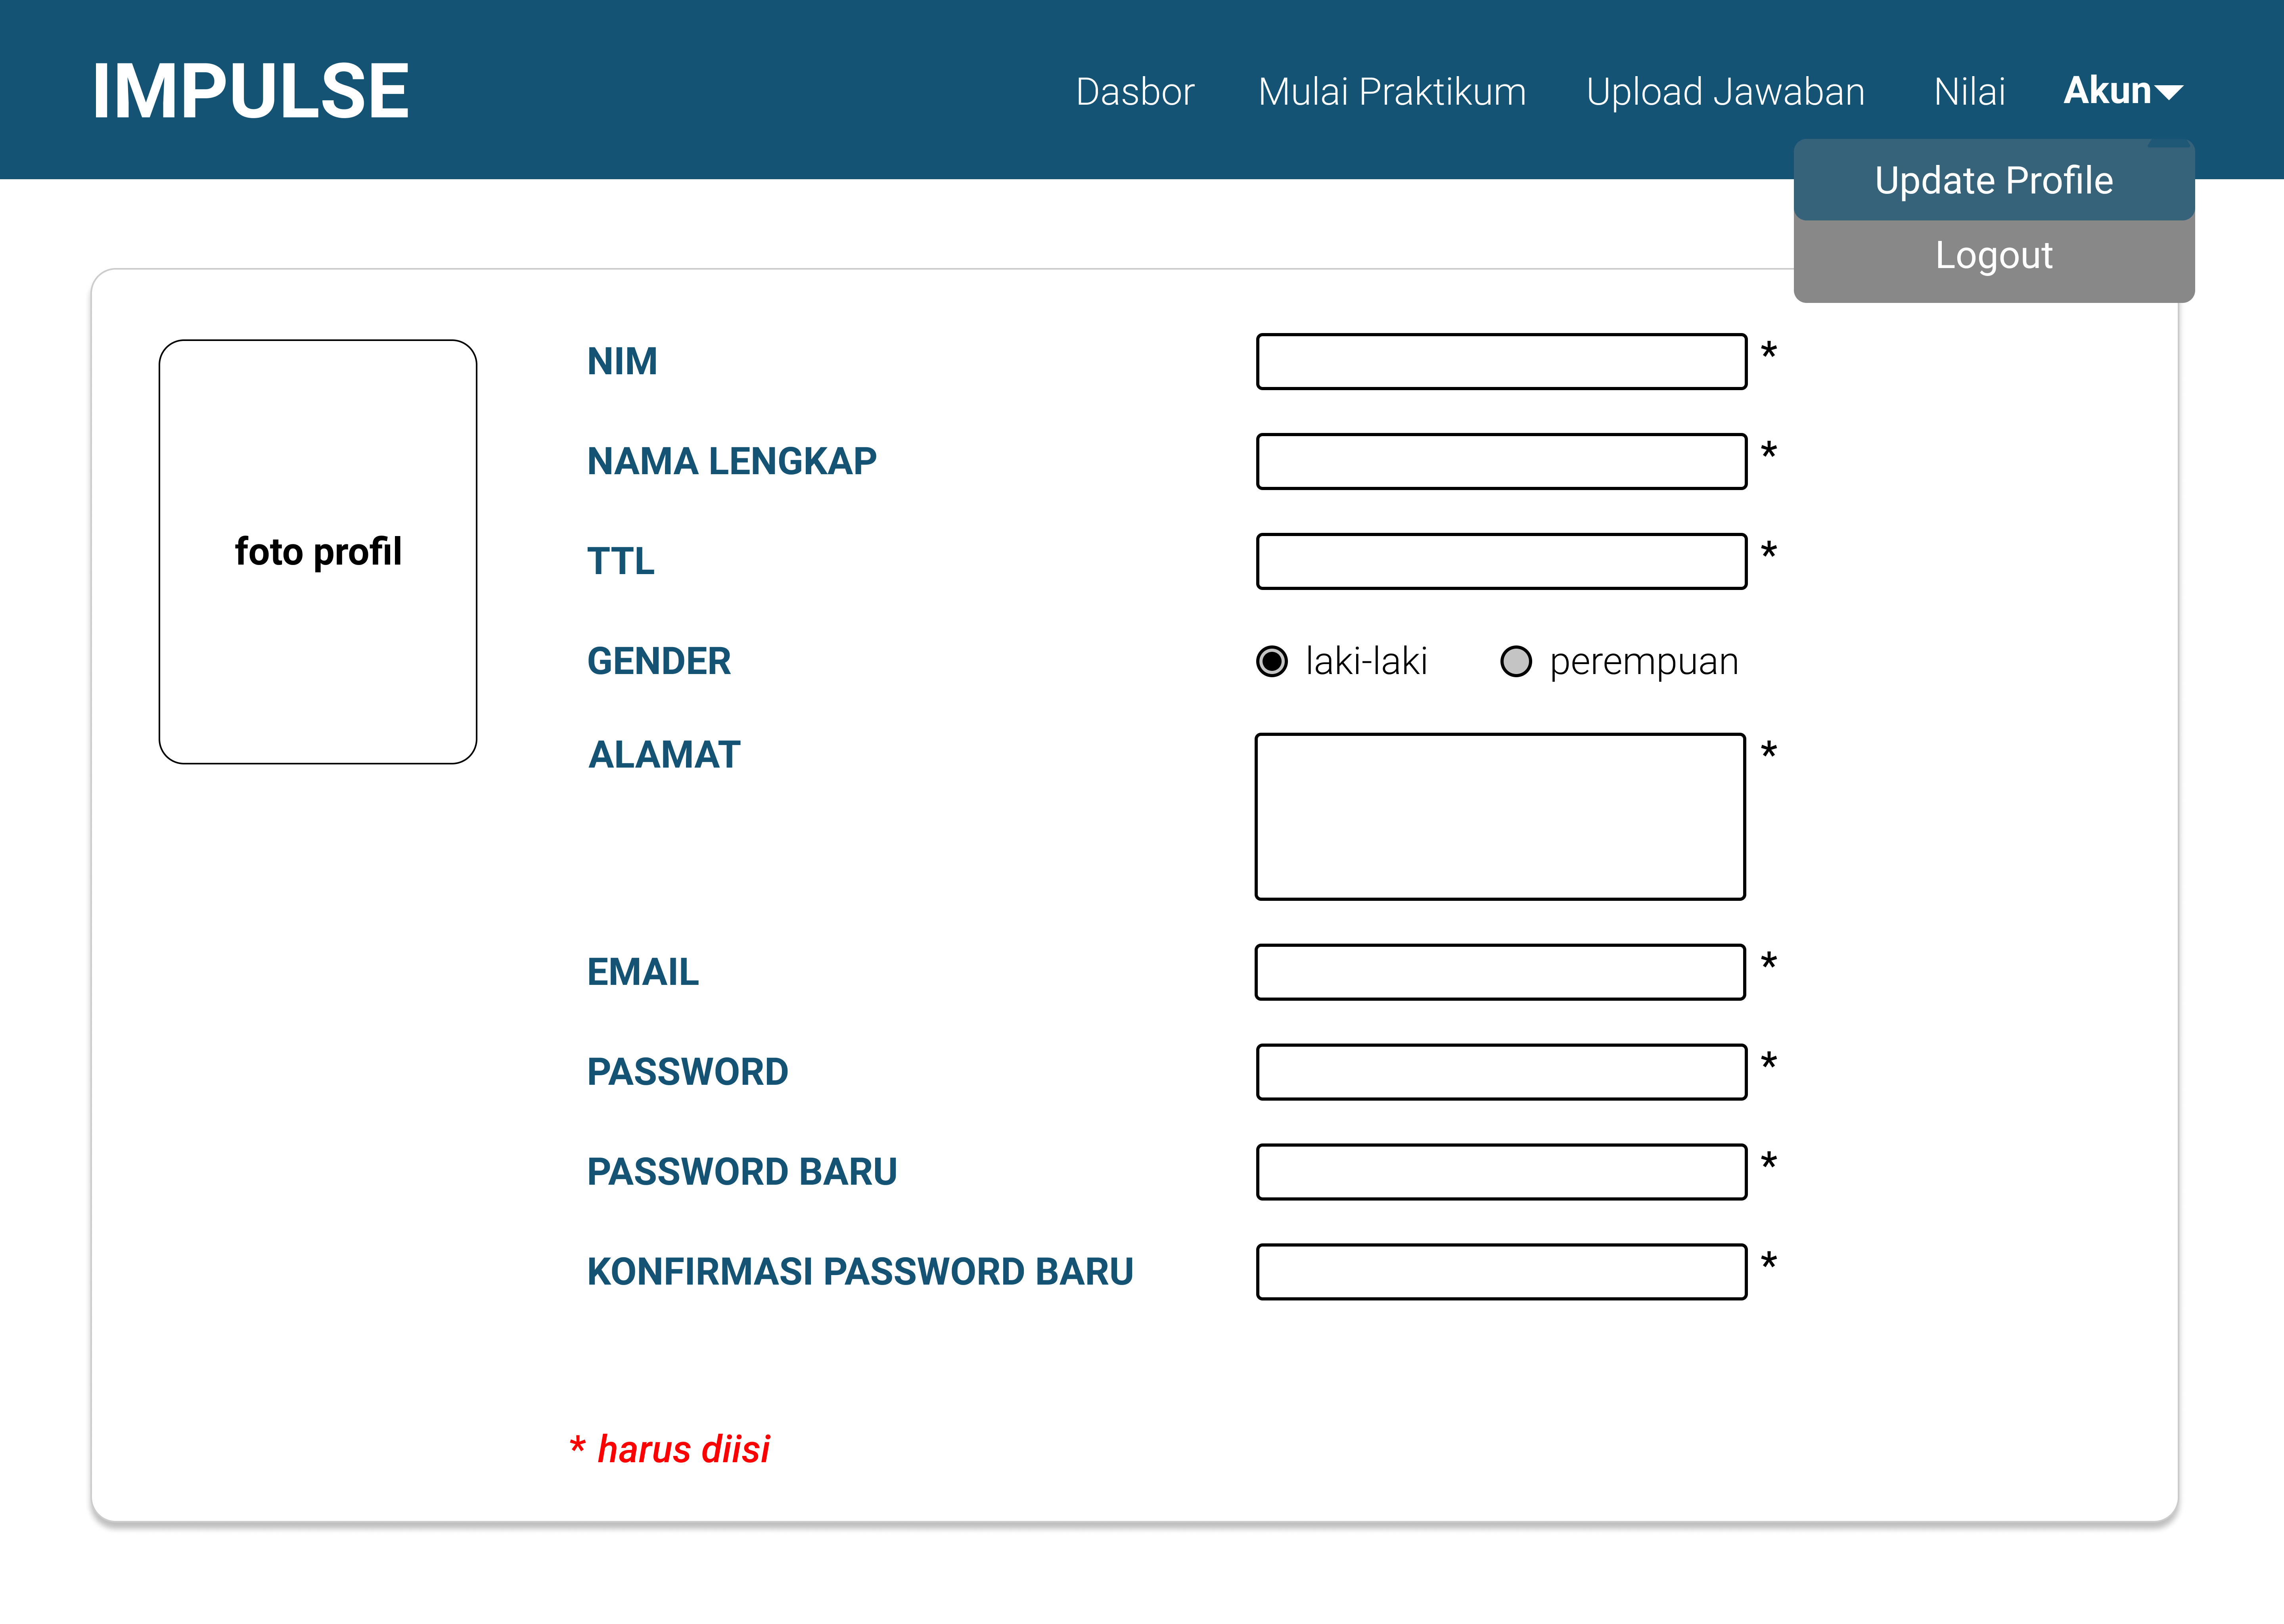 IMPULSE
Dasbor Mulai Praktikum Upload Jawaban Nilai Akun
Update Profile
Logout
foto profil
NIM *
NAMA LENGKAP *
TTL *
GENDER laki-laki perempuan
ALAMAT *
EMAIL *
PASSWORD *
PASSWORD BARU *
KONFIRMASI PASSWORD BARU *
* harus diisi